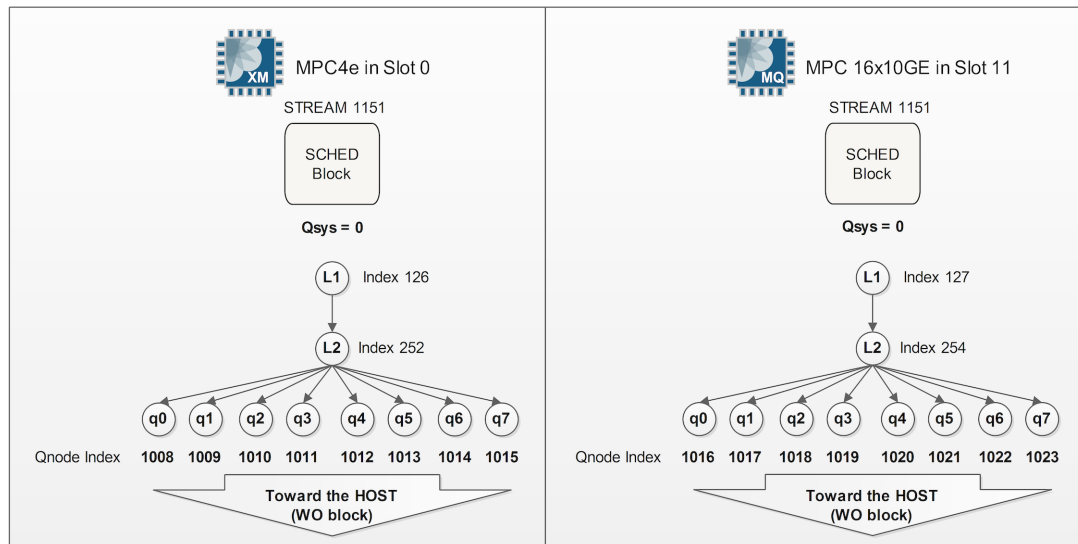 XM
MPC4e in Slot 0
STREAM 1151
SCHED
Block
Qsys = 0
L1
Index 126
L2
Index 252
q0 q1 q2 q3 q4 q5 q6 q7
Qnode Index 1008 1009 1010 1011 1012 1013 1014 1015
Toward the HOST
(WO block)
MQ
MPC 16x10GE in Slot 11
STREAM 1151
SCHED
Block
Qsys = 0
L1
Index 127
L2
Index 254
q0 q1 q2 q3 q4 q5 q6 q7
Qnode Index 1016 1017 1018 1019 1020 1021 1022 1023
Toward the HOST
(WO block)